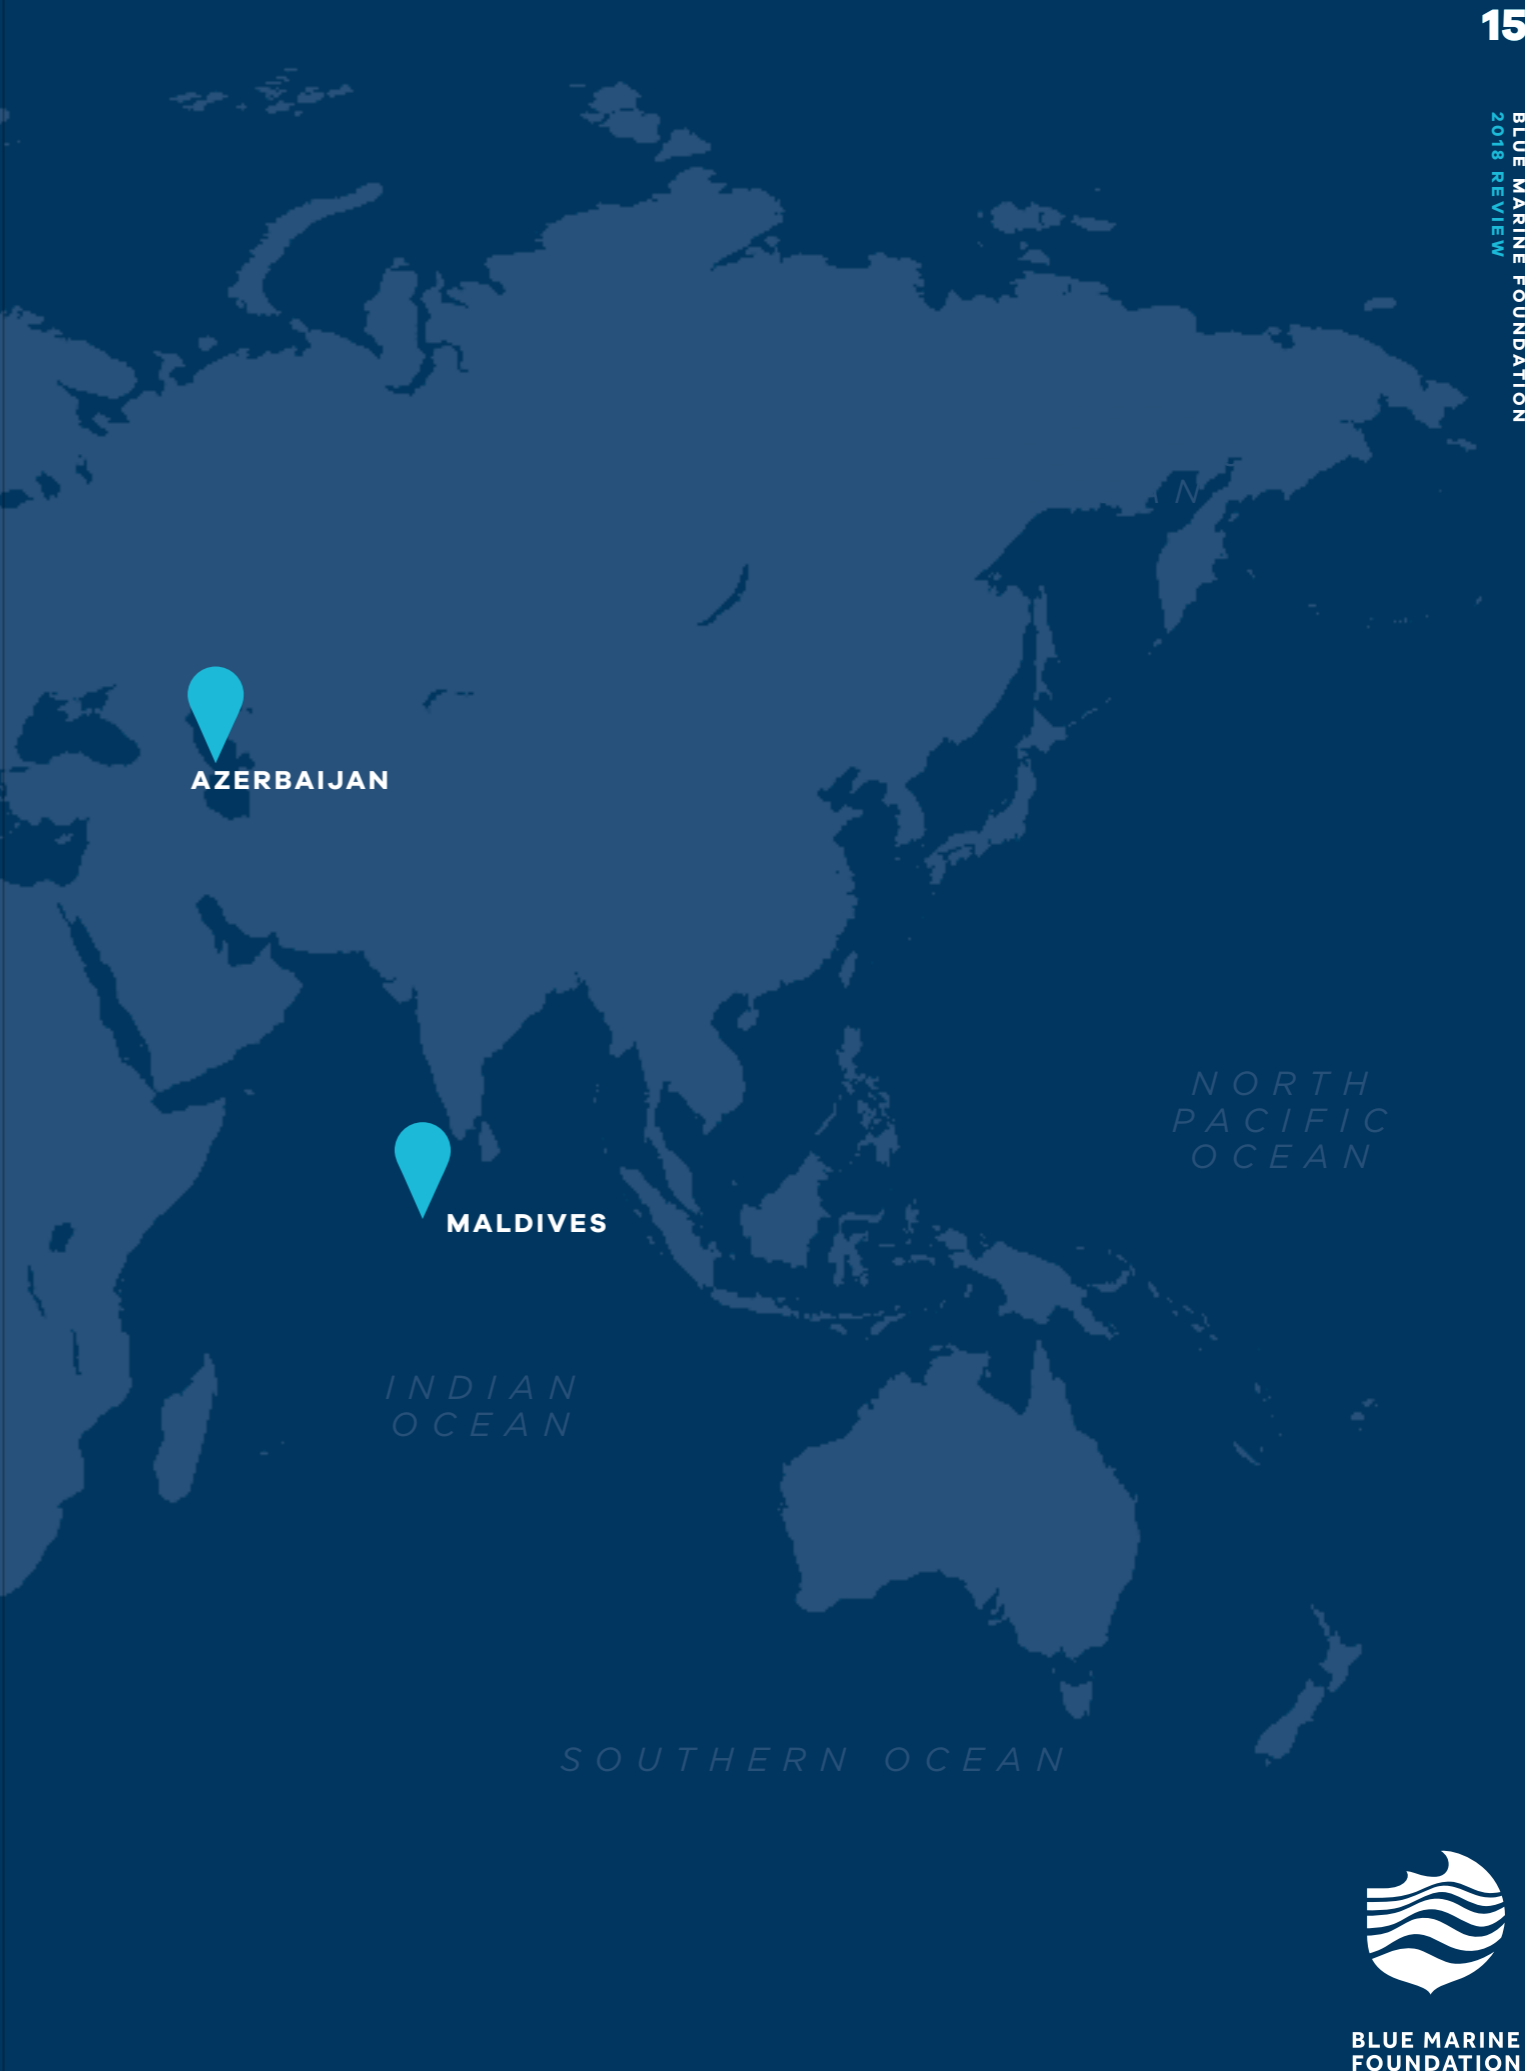 15
BLUE MARINE FOUNDATION
2018 REVIEW
N
AZERBAIJAN
NORTH
PACIFIC
OCEAN
MALDIVES
INDIAN
OCEAN
SOUTHERN OCEAN
BLUE MARINE
FOUNDATION